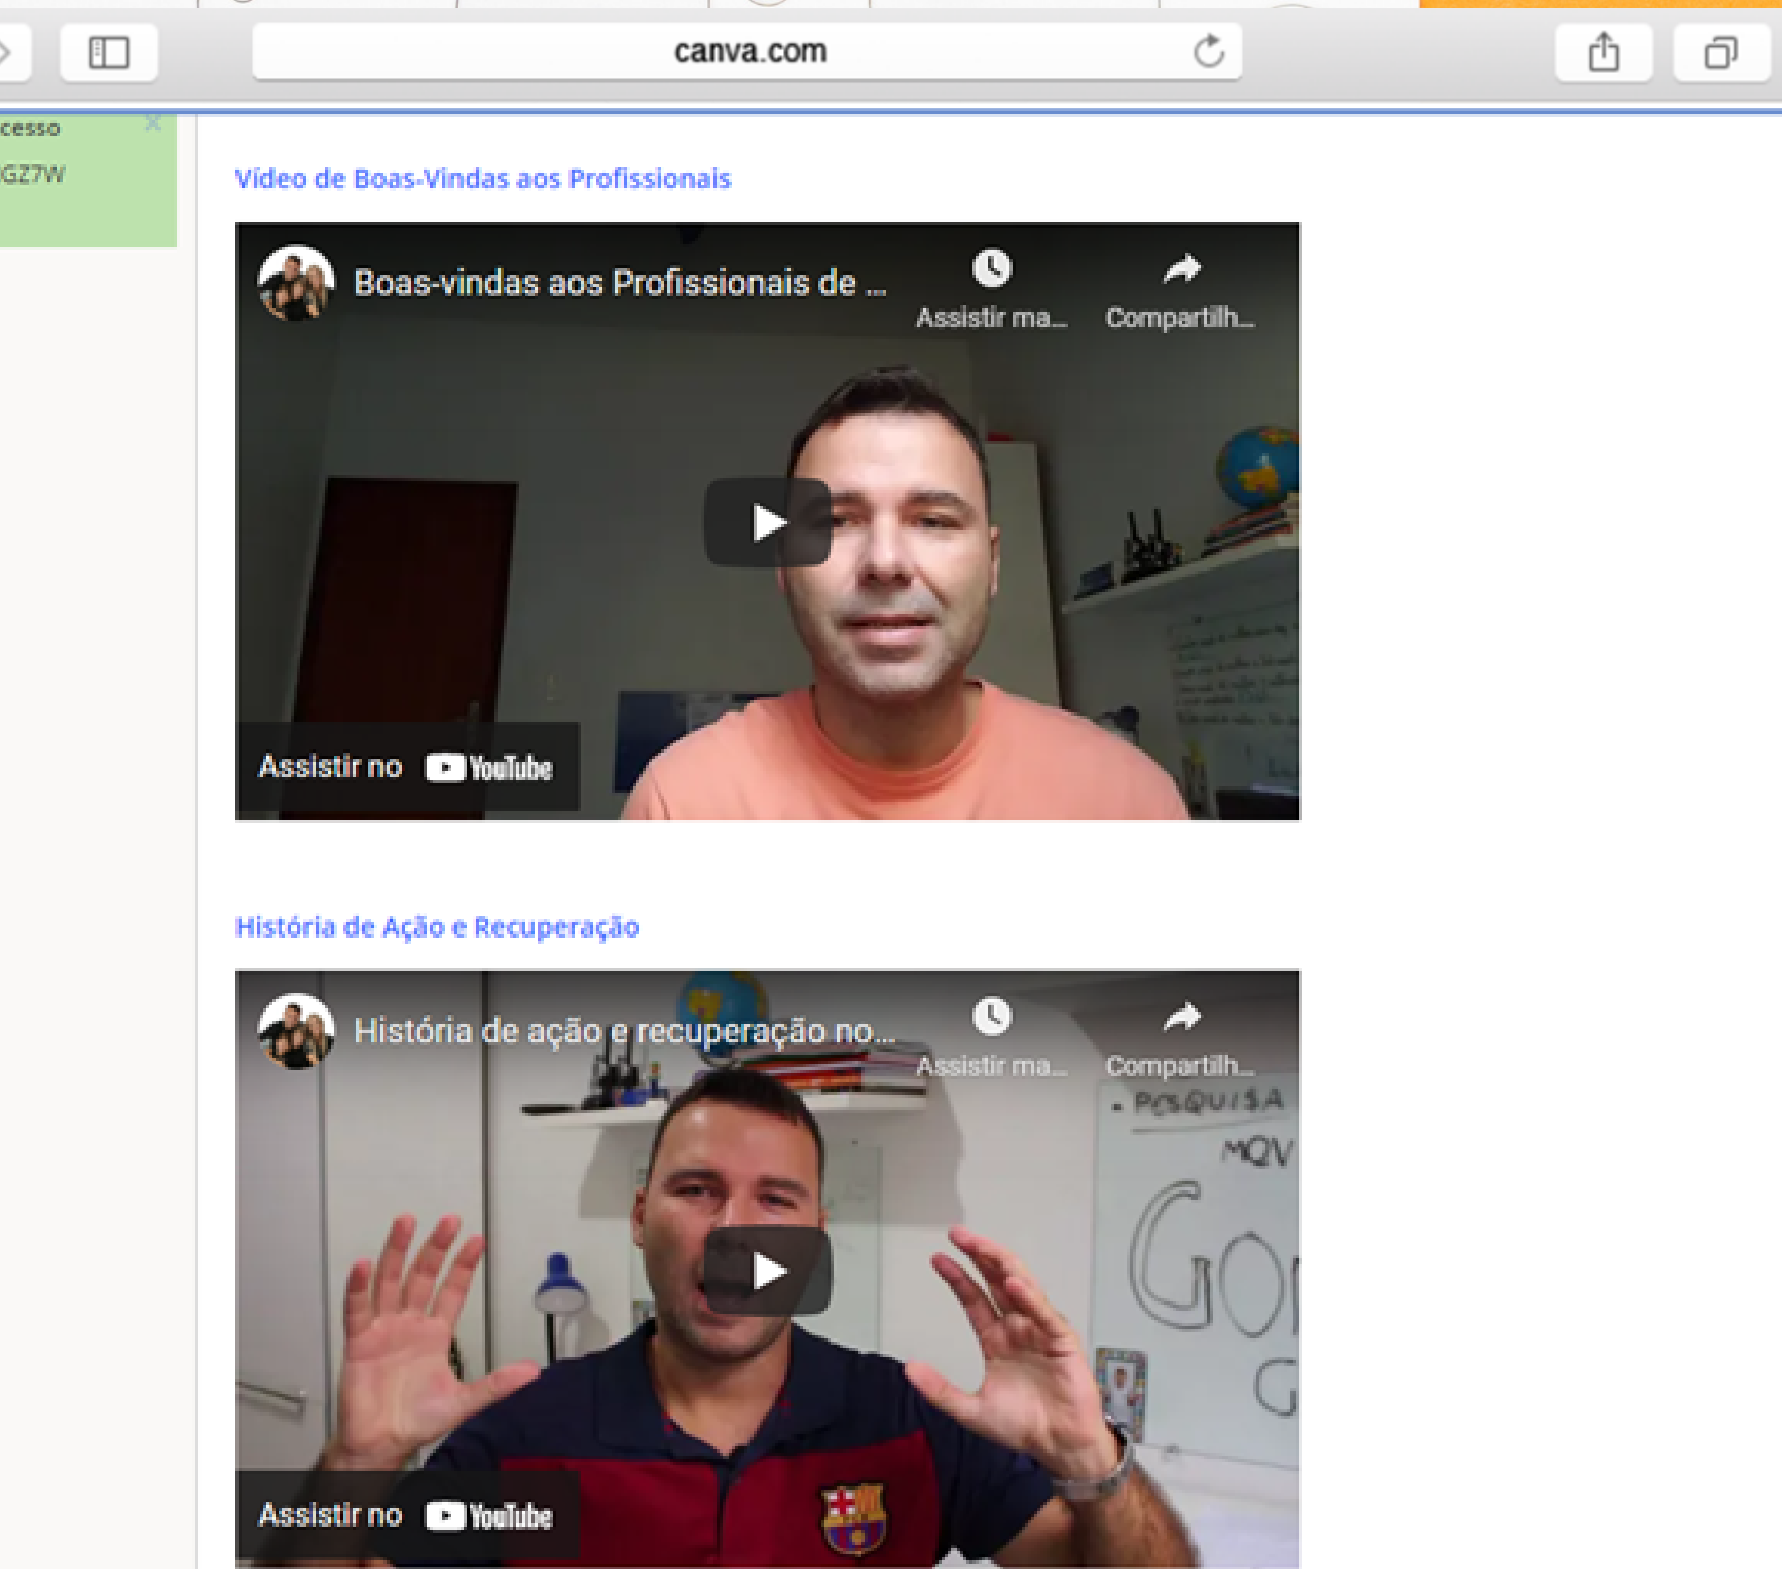 canva.com
cesso
GZ7W
Vídeo de Boas-Vindas aos Profissionais
Boas-vindas aos Profissionais de ...
Assistir ma...
Compartilh...
Assistir no YouTube
História de Ação e Recuperação
História de ação e recuperação no...
Assistir ma...
Compartilh...
• PESQUISA
MQV
GO
G
Assistir no YouTube